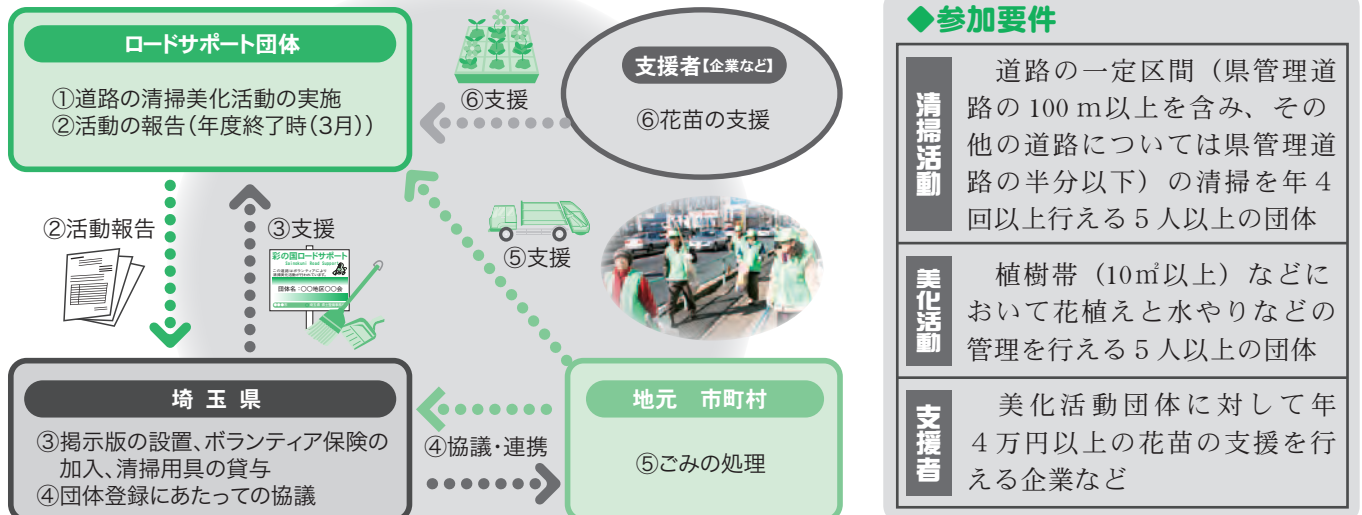 ロードサポート団体
①道路の清掃美化活動の実施
②活動の報告(年度終了時(3月))
⑥支援
支援者【企業など】
⑥花苗の支援
②活動報告
③支援
彩の国ロードサポート
団体名:〇〇地区〇〇会
⑤支援
埼玉県
③掲示版の設置、ボランティア保険の
加入、清掃用具の貸与
④団体登録にあたっての協議
④協議・連携
地元 市町村
⑤ごみの処理
◆参加要件
清掃活動
道路の一定区間(県管理道
路の100m以上を含み、その
他の道路については県管理道
路の半分以下)の清掃を年4
回以上行える5人以上の団体
美化活動
植樹帯(10㎡以上)などに
おいて花植えと水やりなどの
管理を行える5人以上の団体
支援者
美化活動団体に対して年
4万円以上の花苗の支援を行
える企業など